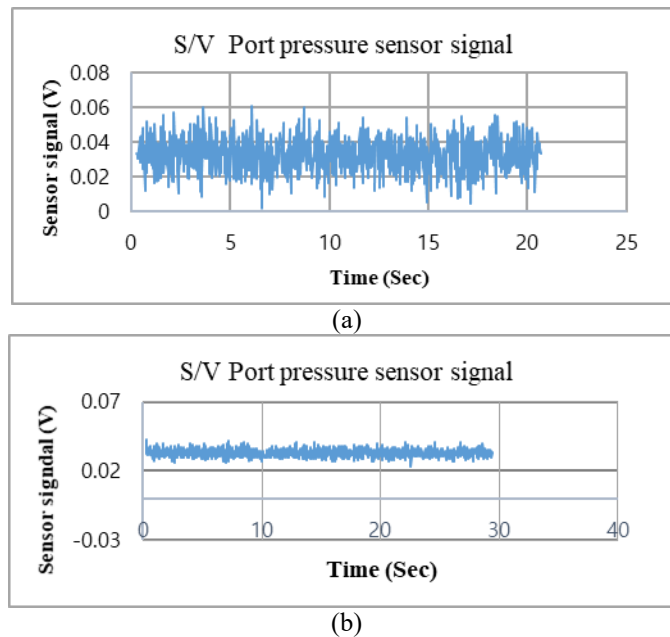 S/V Port pressure sensor signal
0.08
0.06
0.04
0.02
0
Sensor signal (V)
0 5 10 15 20 25
Time (Sec)
(a)
S/V Port pressure sensor signal
0.07
0.02
-0.03
Sensor signdal (V)
0 10 20 30 40
Time (Sec)
(b)